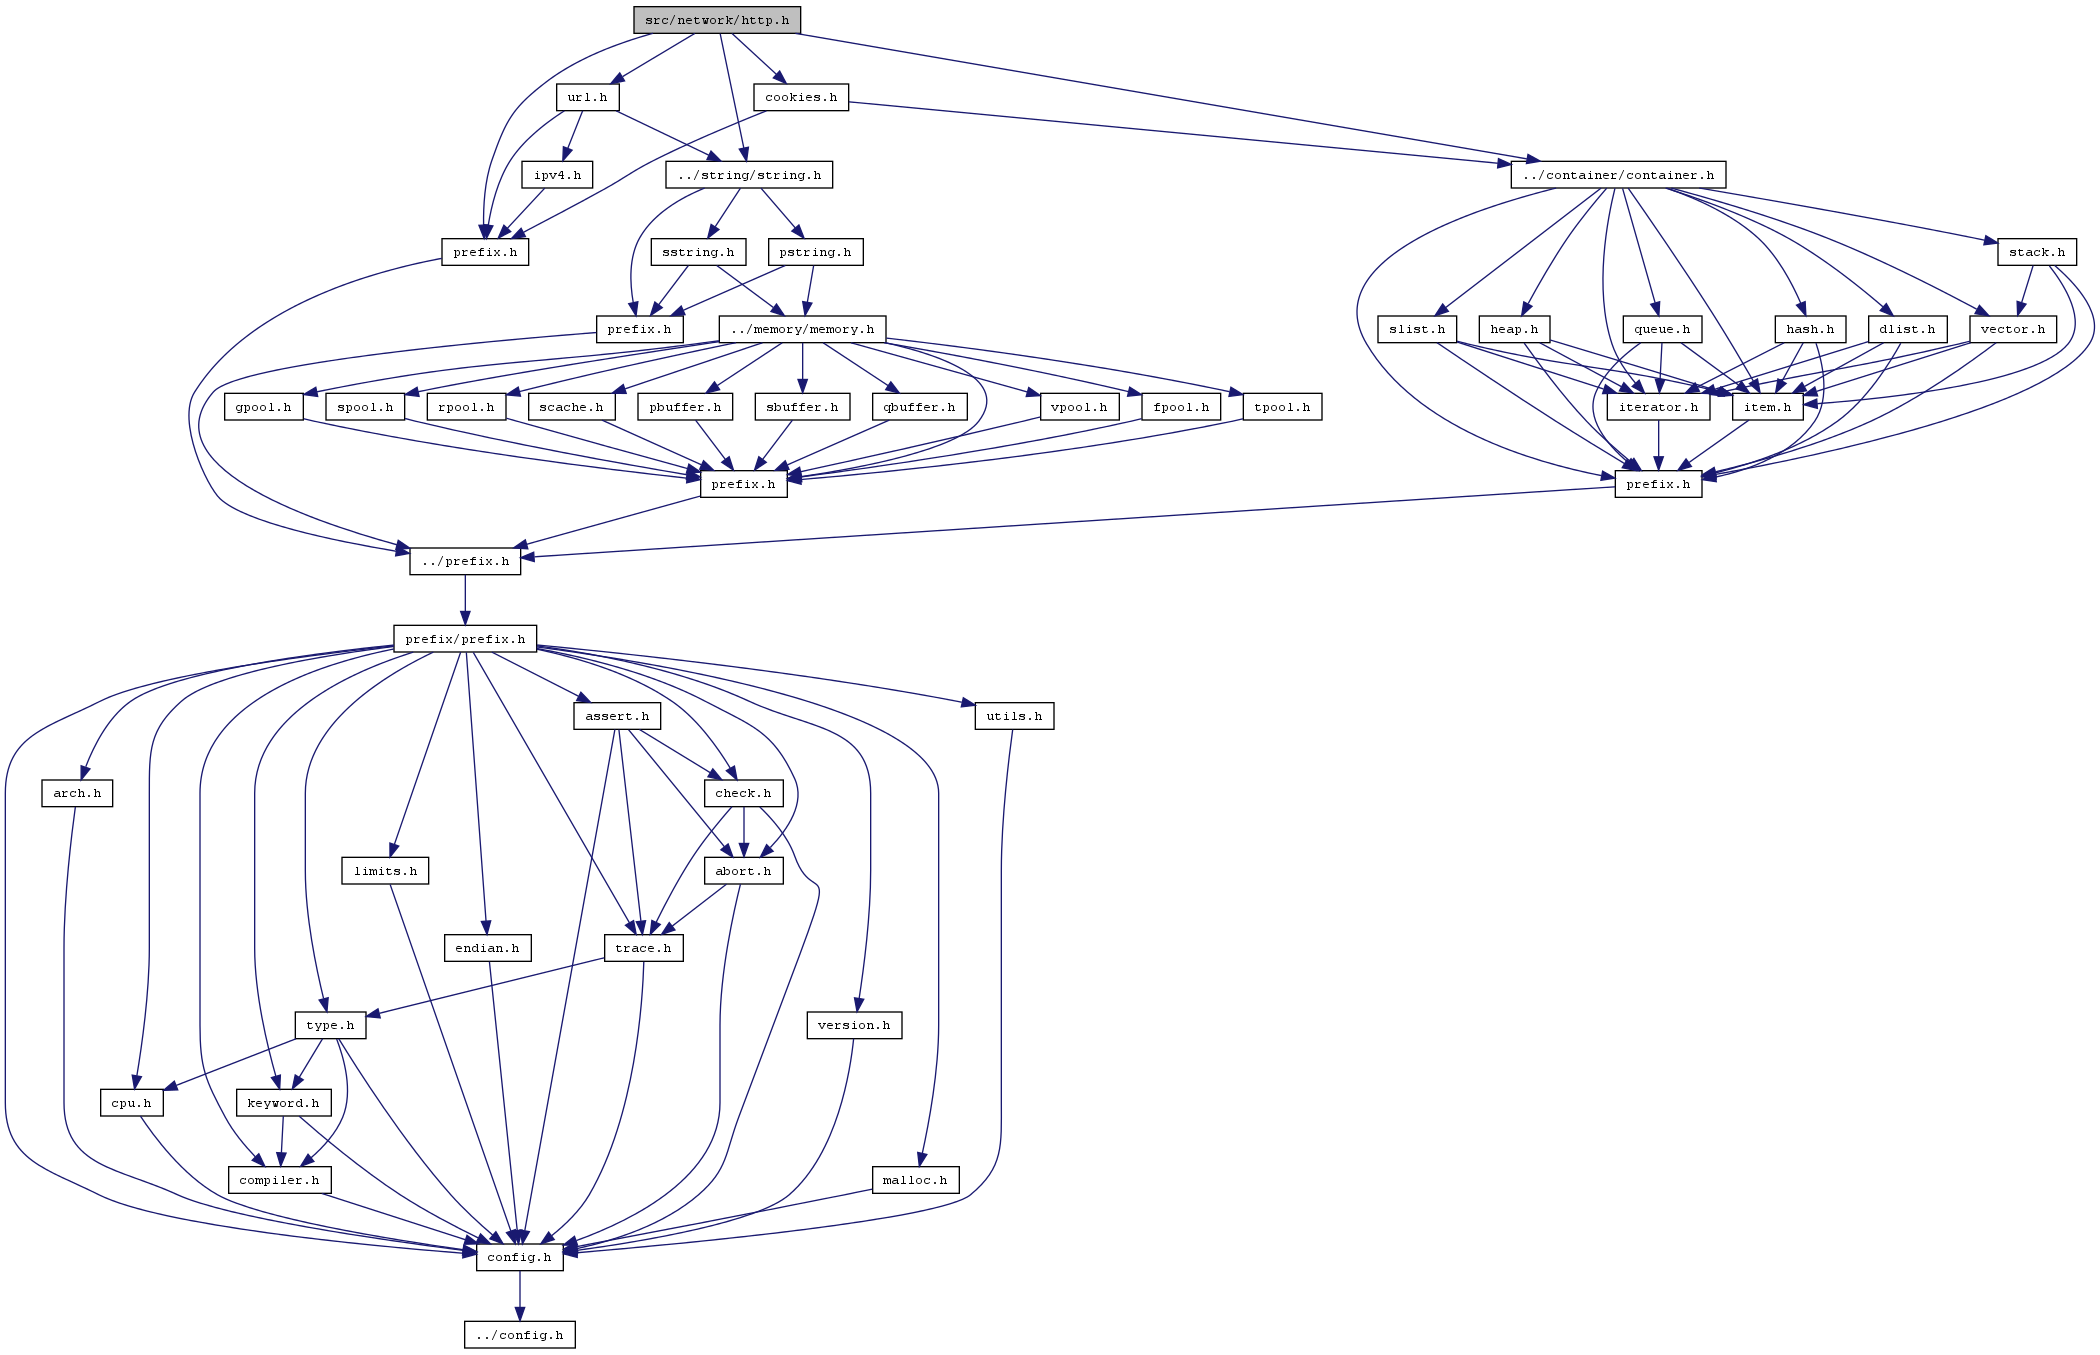 src/network/http.h
url.h
cookies.h
ipv4.h
../string/string.h
../container/container.h
prefix.h
sstring.h
pstring.h
stack.h
prefix.h
../memory/memory.h
slist.h
heap.h
queue.h
hash.h
dlist.h
vector.h
gpool.h
spool.h
rpool.h
scache.h
pbuffer.h
sbuffer.h
qbuffer.h
vpool.h
fpool.h
tpool.h
iterator.h
item.h
prefix.h
prefix.h
../prefix.h
prefix/prefix.h
assert.h
utils.h
arch.h
check.h
limits.h
abort.h
endian.h
trace.h
type.h
version.h
cpu.h
keyword.h
compiler.h
malloc.h
config.h
../config.h